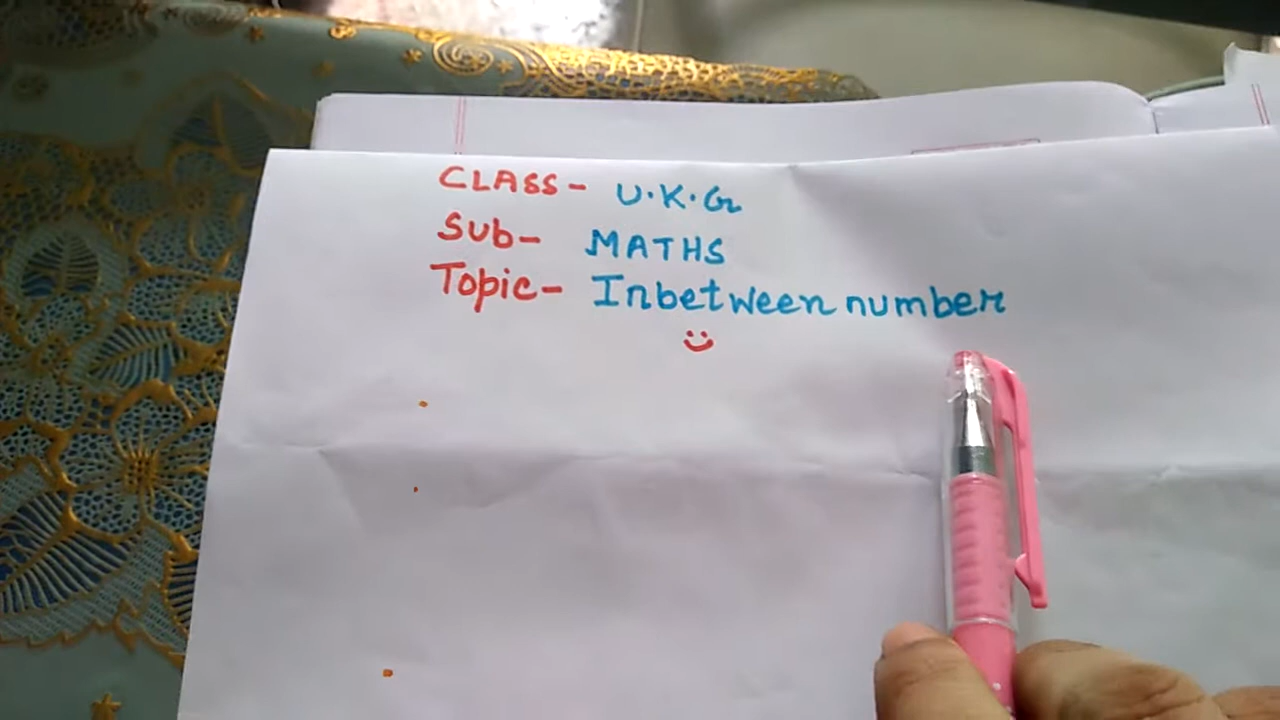 CLASS- U.K.G
Sub- MATHS
Topic- Inbetween number